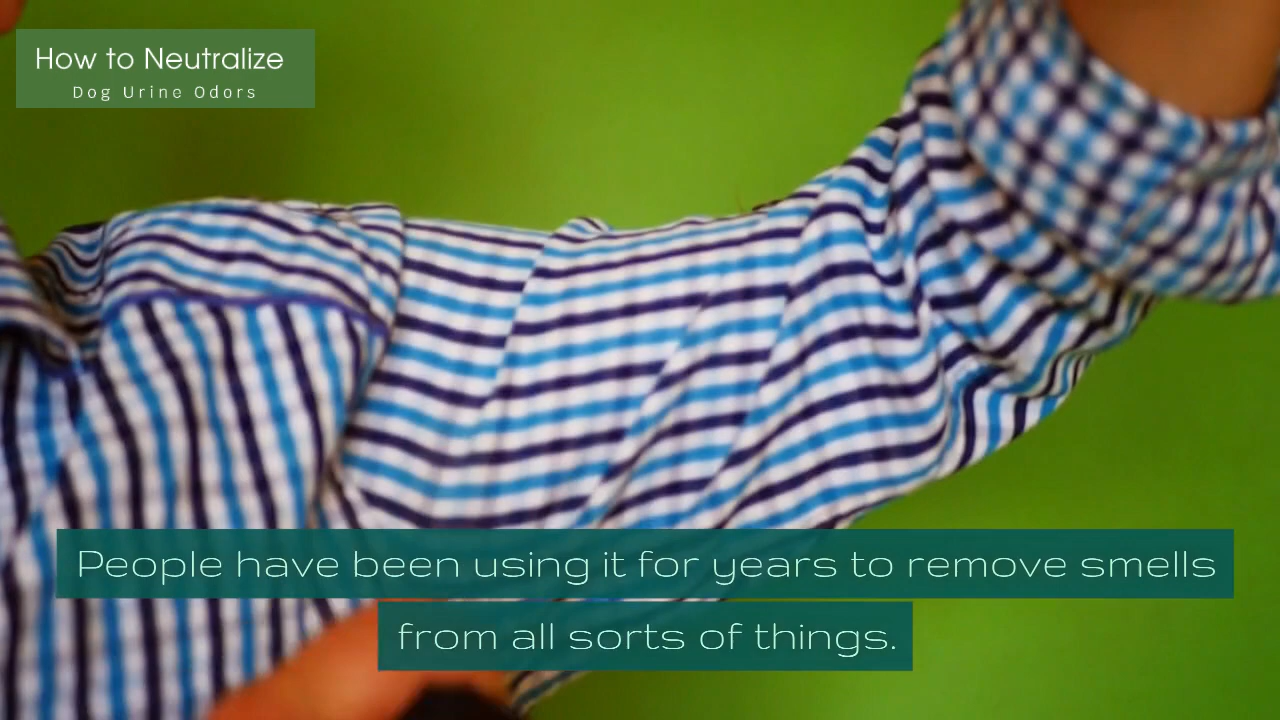 How to Neutralize
Dog Urine Odors
People have been using it for years to remove smells
from all sorts of things.